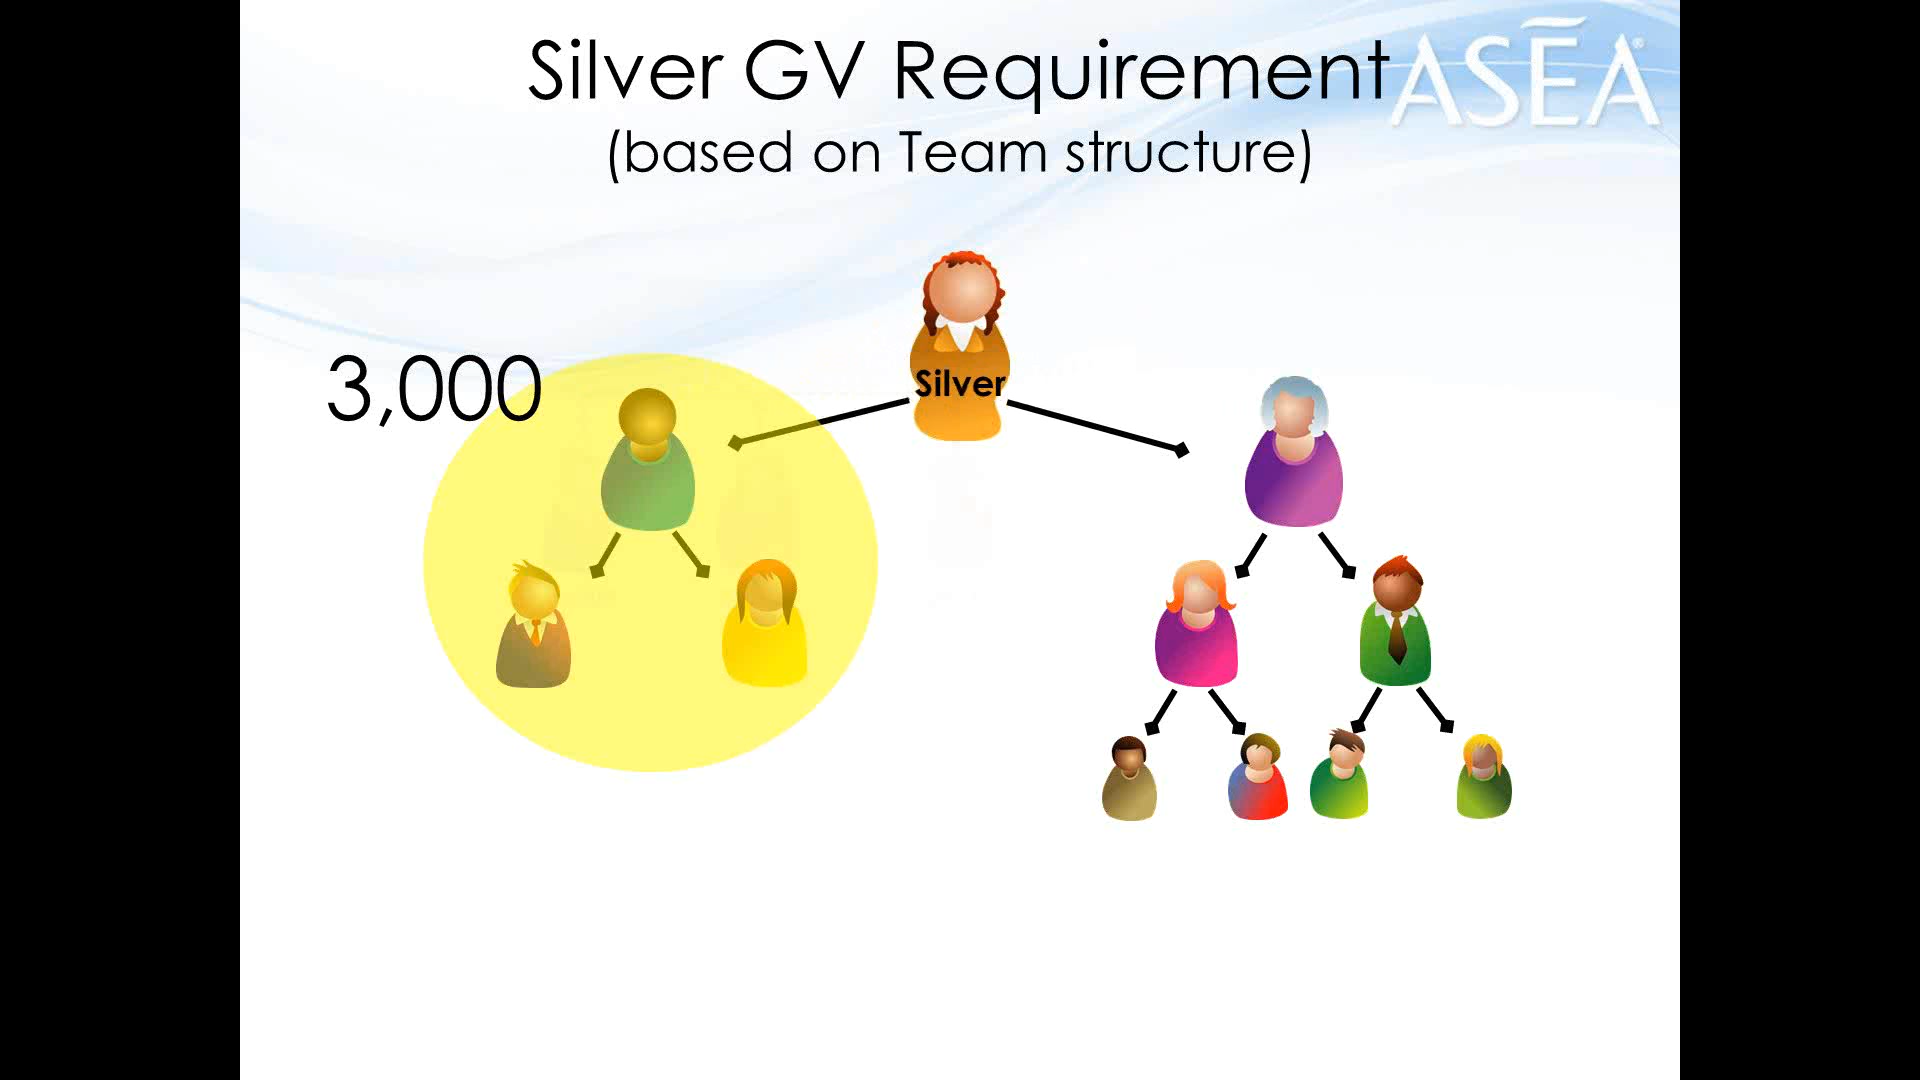 Silver GV Requirement
ASEA®
(based on Team structure)
Silver
3,000